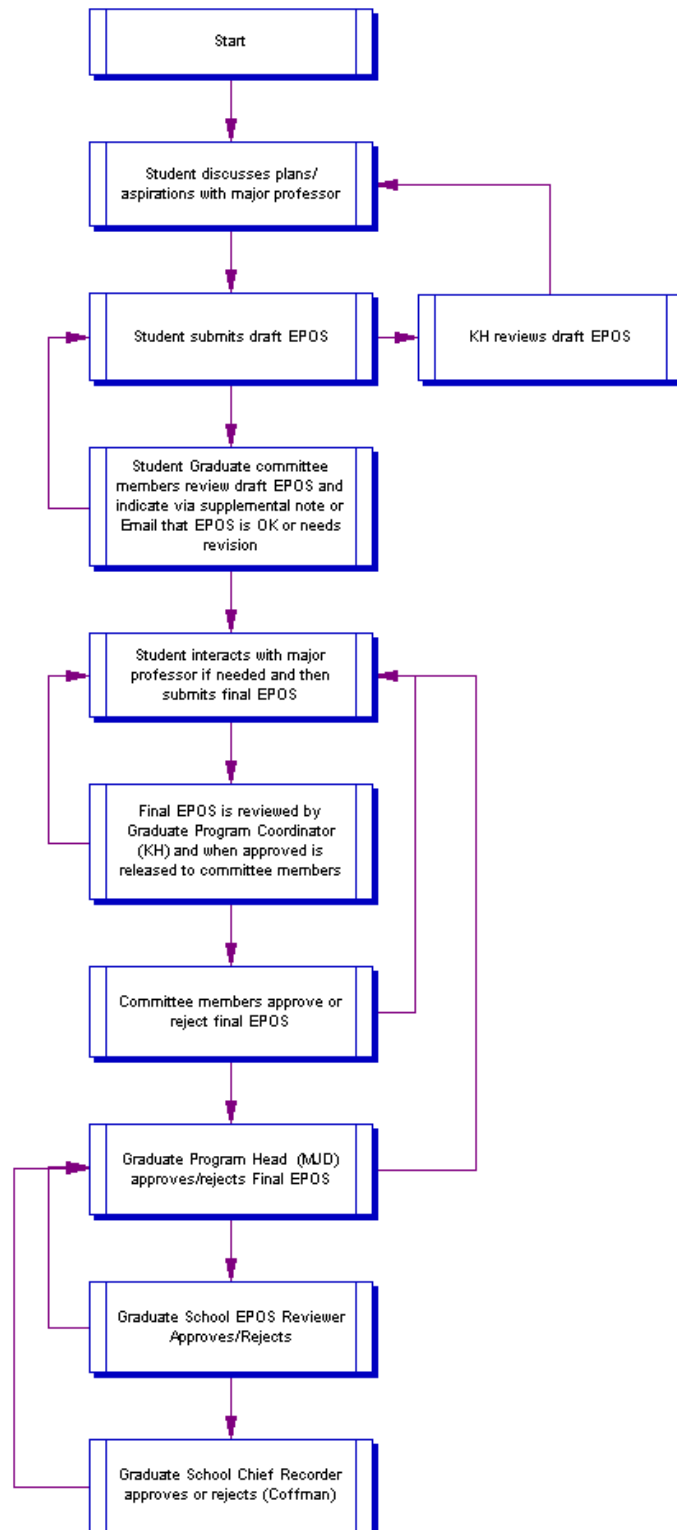 Start
Student discusses plans/
aspirations with major professor
Student submits draft EPOS
KH reviews draft EPOS
Student Graduate committee
members review draft EPOS and
indicate via supplemental note or
Email that EPOS is OK or needs
revision
Student interacts with major
professor if needed and then
submits final EPOS
Final EPOS is reviewed by
Graduate Program Coordinator
(KH) and when approved is
released to committee members
Committee members approve or
reject final EPOS
Graduate Program Head (MJD)
approves/rejects Final EPOS
Graduate School EPOS Reviewer
Approves/Rejects
Graduate School Chief Recorder
approves or rejects (Coffman)